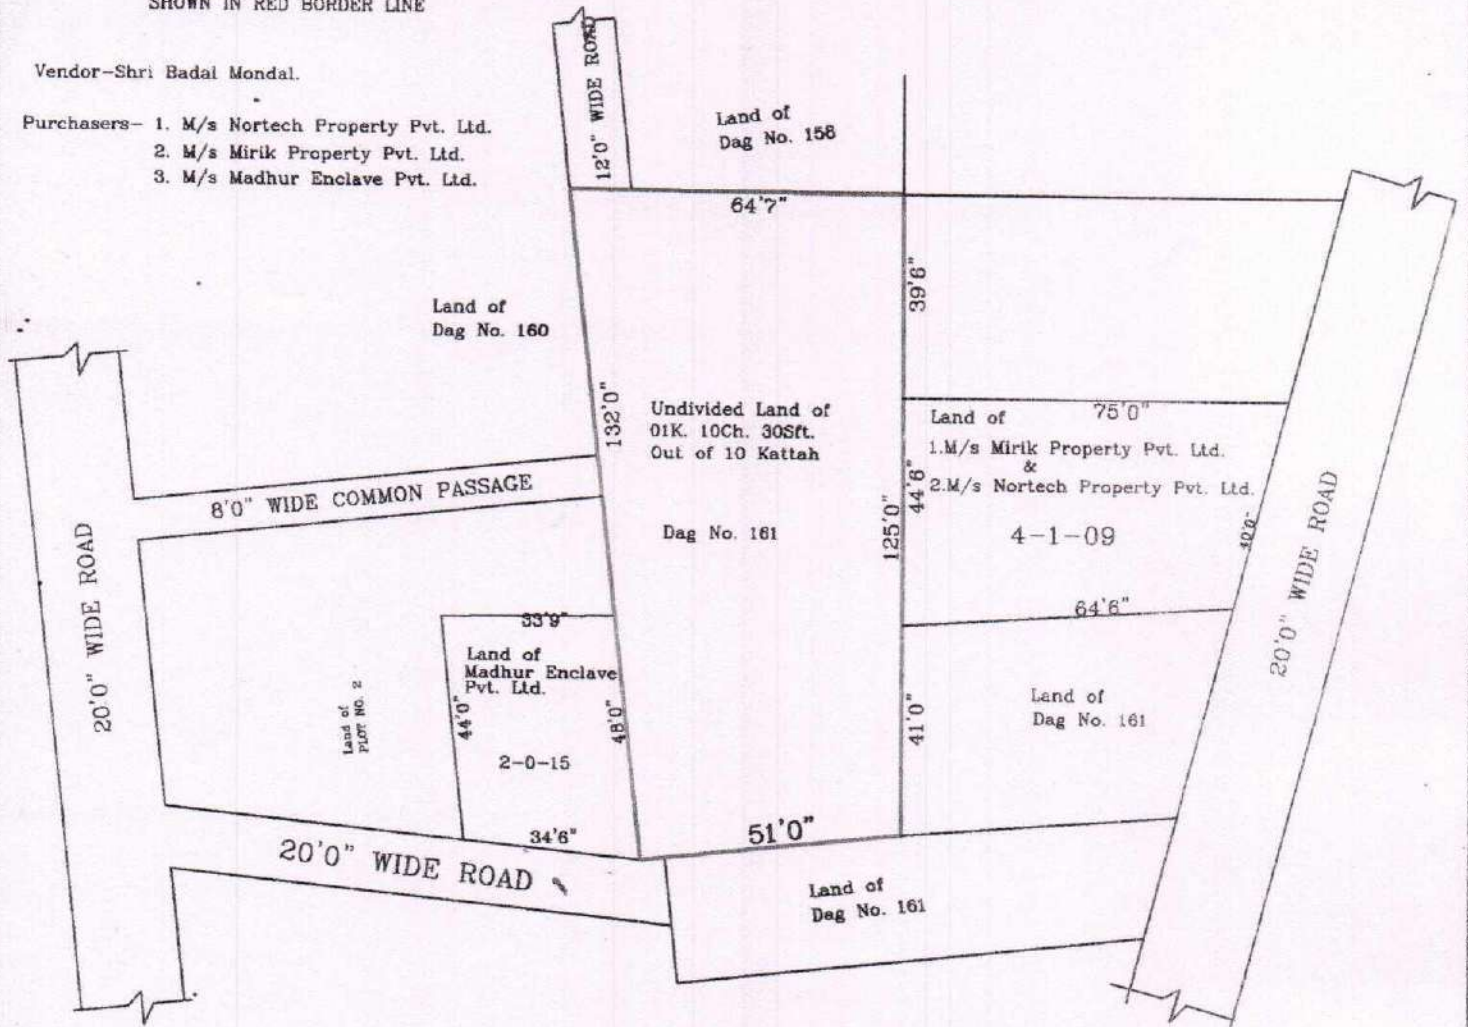 SHOWN IN RED BORDER LINE
Vendor-Shri Badal Mondal.
Purchasers- 1. M/s Nortech Property Pvt. Ltd.
2. M/s Mirik Property Pvt. Ltd.
3. M/s Madhur Enclave Pvt. Ltd.
12'0" WIDE ROAD
Land of
Dag No. 158
64'7"
39'6"
Land of
Dag No. 160
132'0"
Undivided Land of
01K. 10Ch. 30Sft.
Out of 10 Kattah
Dag No. 161
125'0"
44'6"
Land of
75'0"
1.M/s Mirik Property Pvt. Ltd.
&
2.M/s Nortech Property Pvt. Ltd.
4-1-09
40'0"
20'0" WIDE ROAD
8'0" WIDE COMMON PASSAGE
20'0" WIDE ROAD
33'9"
Land of
Madhur Enclave
Pvt. Ltd.
44'0"
48'0"
2-0-15
34'6"
Land of
PLOT NO. 2
64'6"
Land of
Dag No. 161
41'0"
51'0"
20'0" WIDE ROAD
Land of
Dag No. 161